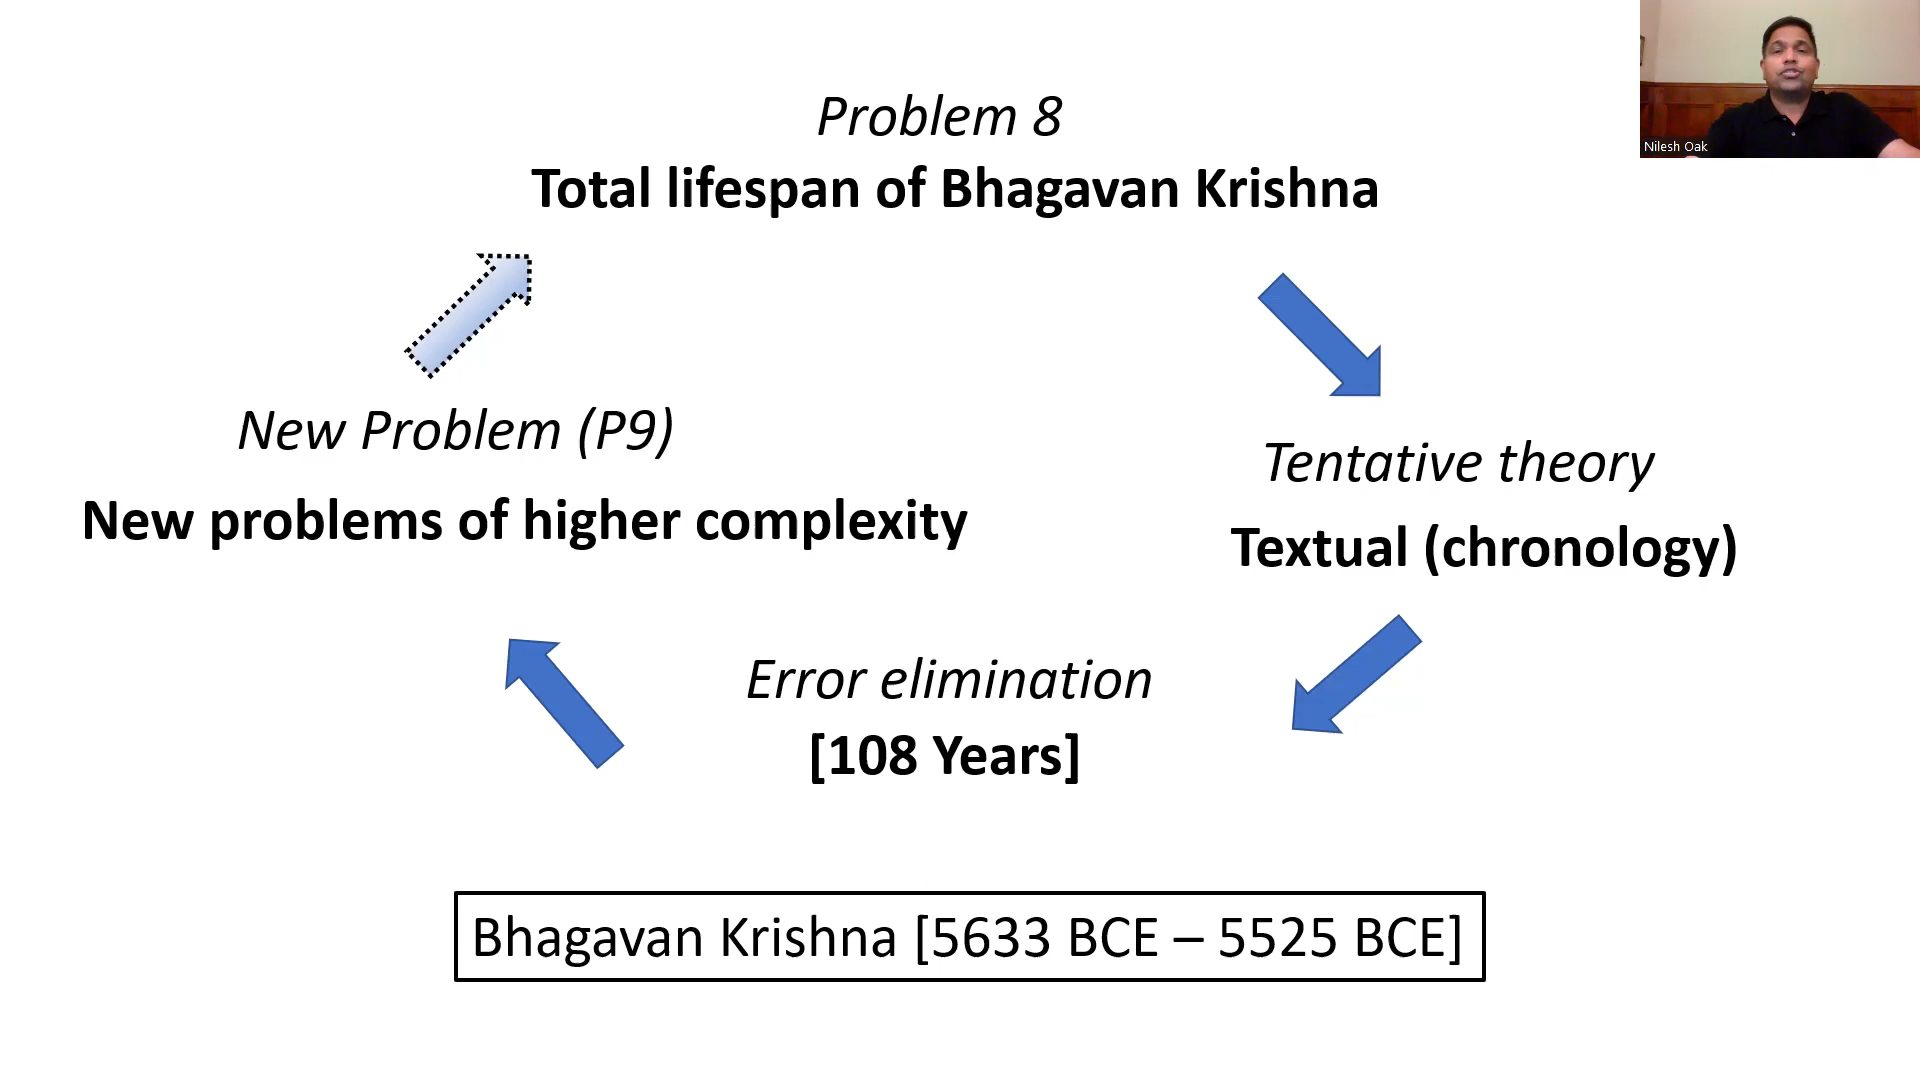 Problem 8
Total lifespan of Bhagavan Krishna
Nilesh Oak
Tentative theory
Textual (chronology)
Error elimination
[108 Years]
New Problem (P9)
New problems of higher complexity
Bhagavan Krishna [5633 BCE – 5525 BCE]